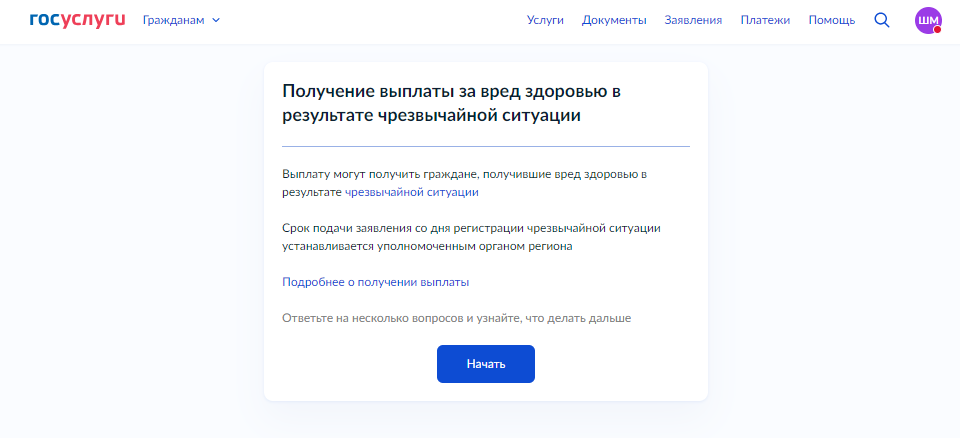 госуслуги Гражданам Услуги Документы Заявления Платежи Помощь ШМ
Получение выплаты за вред здоровью в
результате чрезвычайной ситуации
Выплату могут получить граждане, получившие вред здоровью в
результате чрезвычайной ситуации
Срок подачи заявления со дня регистрации чрезвычайной ситуации
устанавливается уполномоченным органом региона
Подробнее о получении выплаты
Ответьте на несколько вопросов и узнайте, что делать дальше
Начать